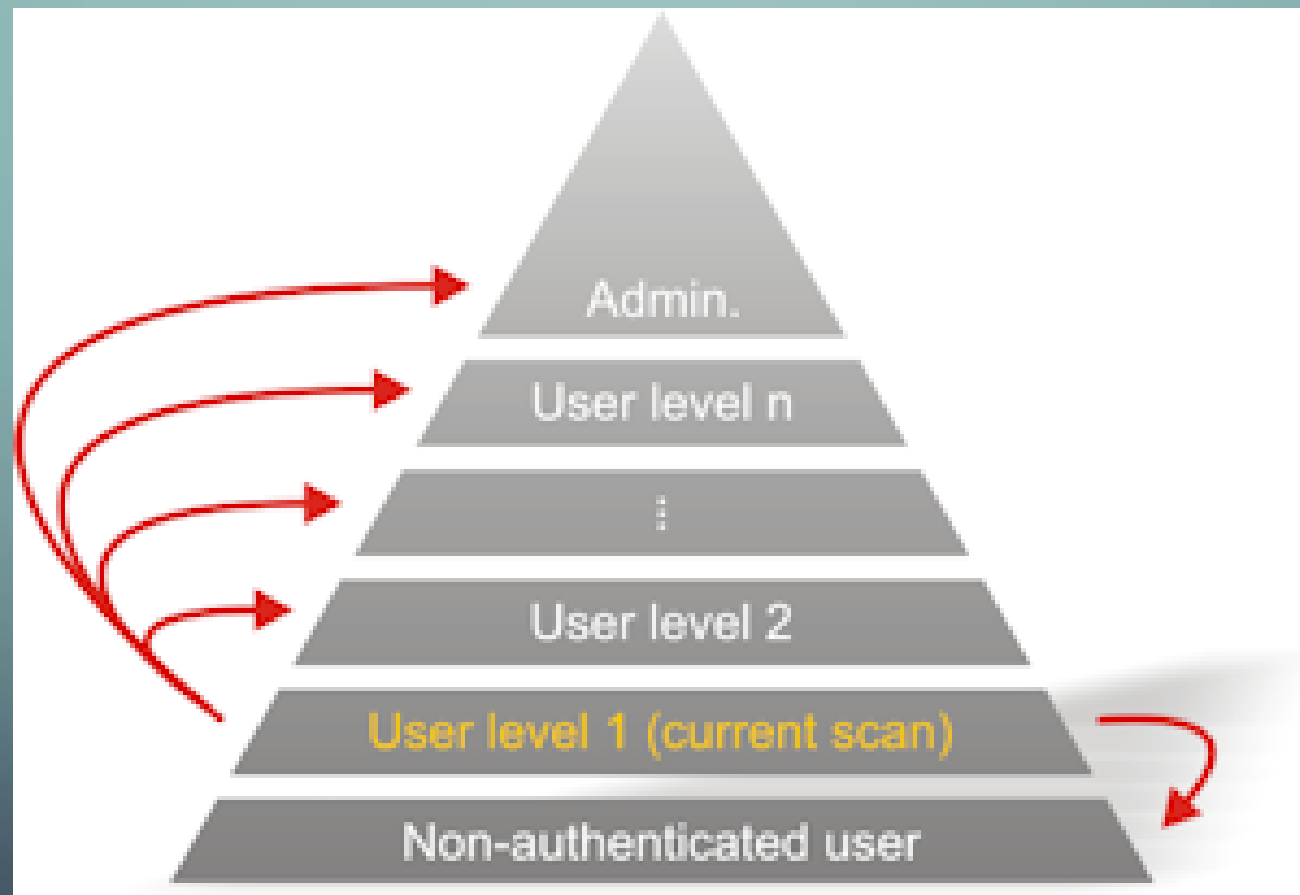 Admin.
User level n
⋮
User level 2
User level 1 (current scan)
Non-authenticated user